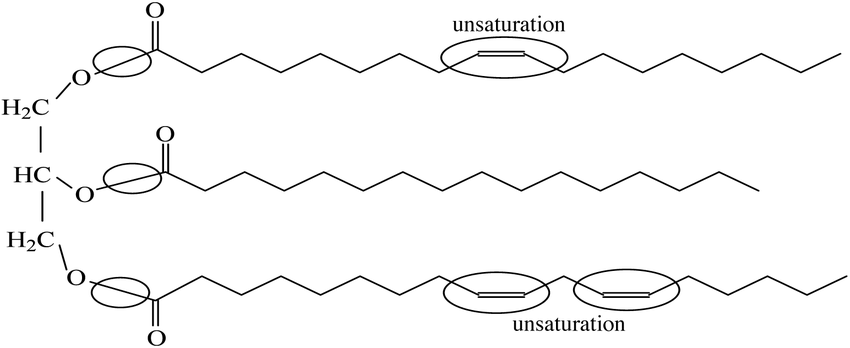 O
unsaturation
O
H₂C
O
HC
O
H₂C
O
unsaturation
O